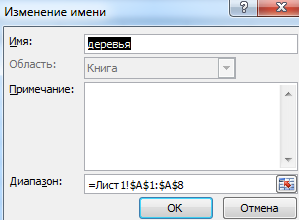 Изменение имени
Имя: деревья
Область: Книга
Примечание:
Диапазон: =Лист1!$A$1:$A$8
ОК Отмена